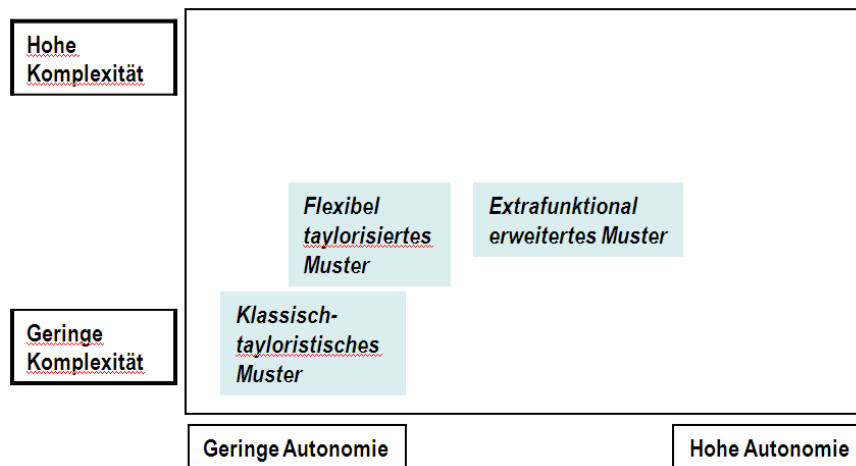 Hohe
Komplexität
Flexibel
taylorisiertes
Muster
Extrafunktional
erweitertes Muster
Klassisch-
tayloristisches
Muster
Geringe
Komplexität
Geringe Autonomie
Hohe Autonomie